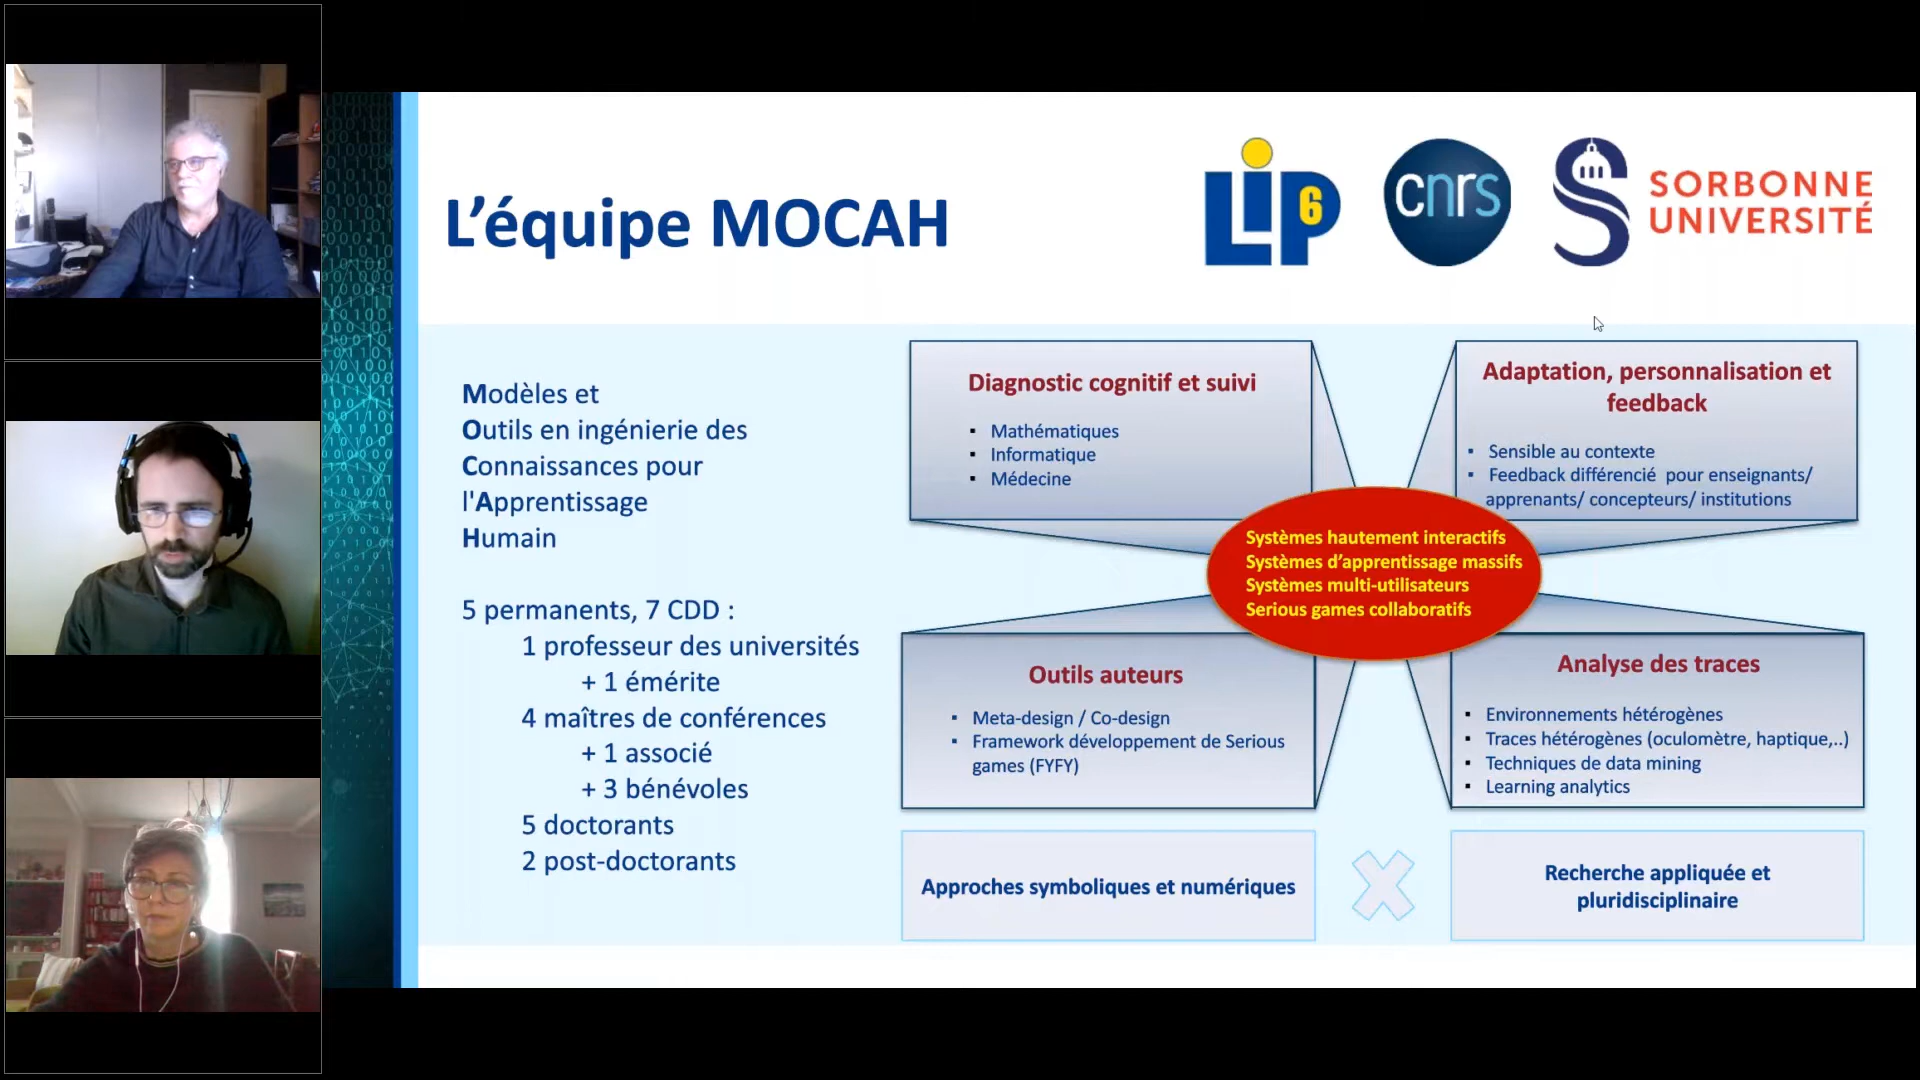 L'équipe MOCAH
LIP6
cnrs
SORBONNE
UNIVERSITÉ
Modèles et
Outils en ingénierie des
Connaissances pour
l'Apprentissage
Humain
5 permanents, 7 CDD :
1 professeur des universités
+ 1 émérite
4 maîtres de conférences
+ 1 associé
+ 3 bénévoles
5 doctorants
2 post-doctorants
Diagnostic cognitif et suivi
▪ Mathématiques
▪ Informatique
▪ Médecine
Adaptation, personnalisation et
feedback
• Sensible au contexte
• Feedback différencié pour enseignants/
apprenants/ concepteurs/ institutions
Systèmes hautement interactifs
Systèmes d'apprentissage massifs
Systèmes multi-utilisateurs
Serious games collaboratifs
Outils auteurs
▪ Meta-design / Co-design
▪ Framework développement de Serious
games (FYFY)
Analyse des traces
▪ Environnements hétérogènes
▪ Traces hétérogènes (oculomètre, haptique,..)
▪ Techniques de data mining
▪ Learning analytics
Approches symboliques et numériques
Recherche appliquée et
pluridisciplinaire